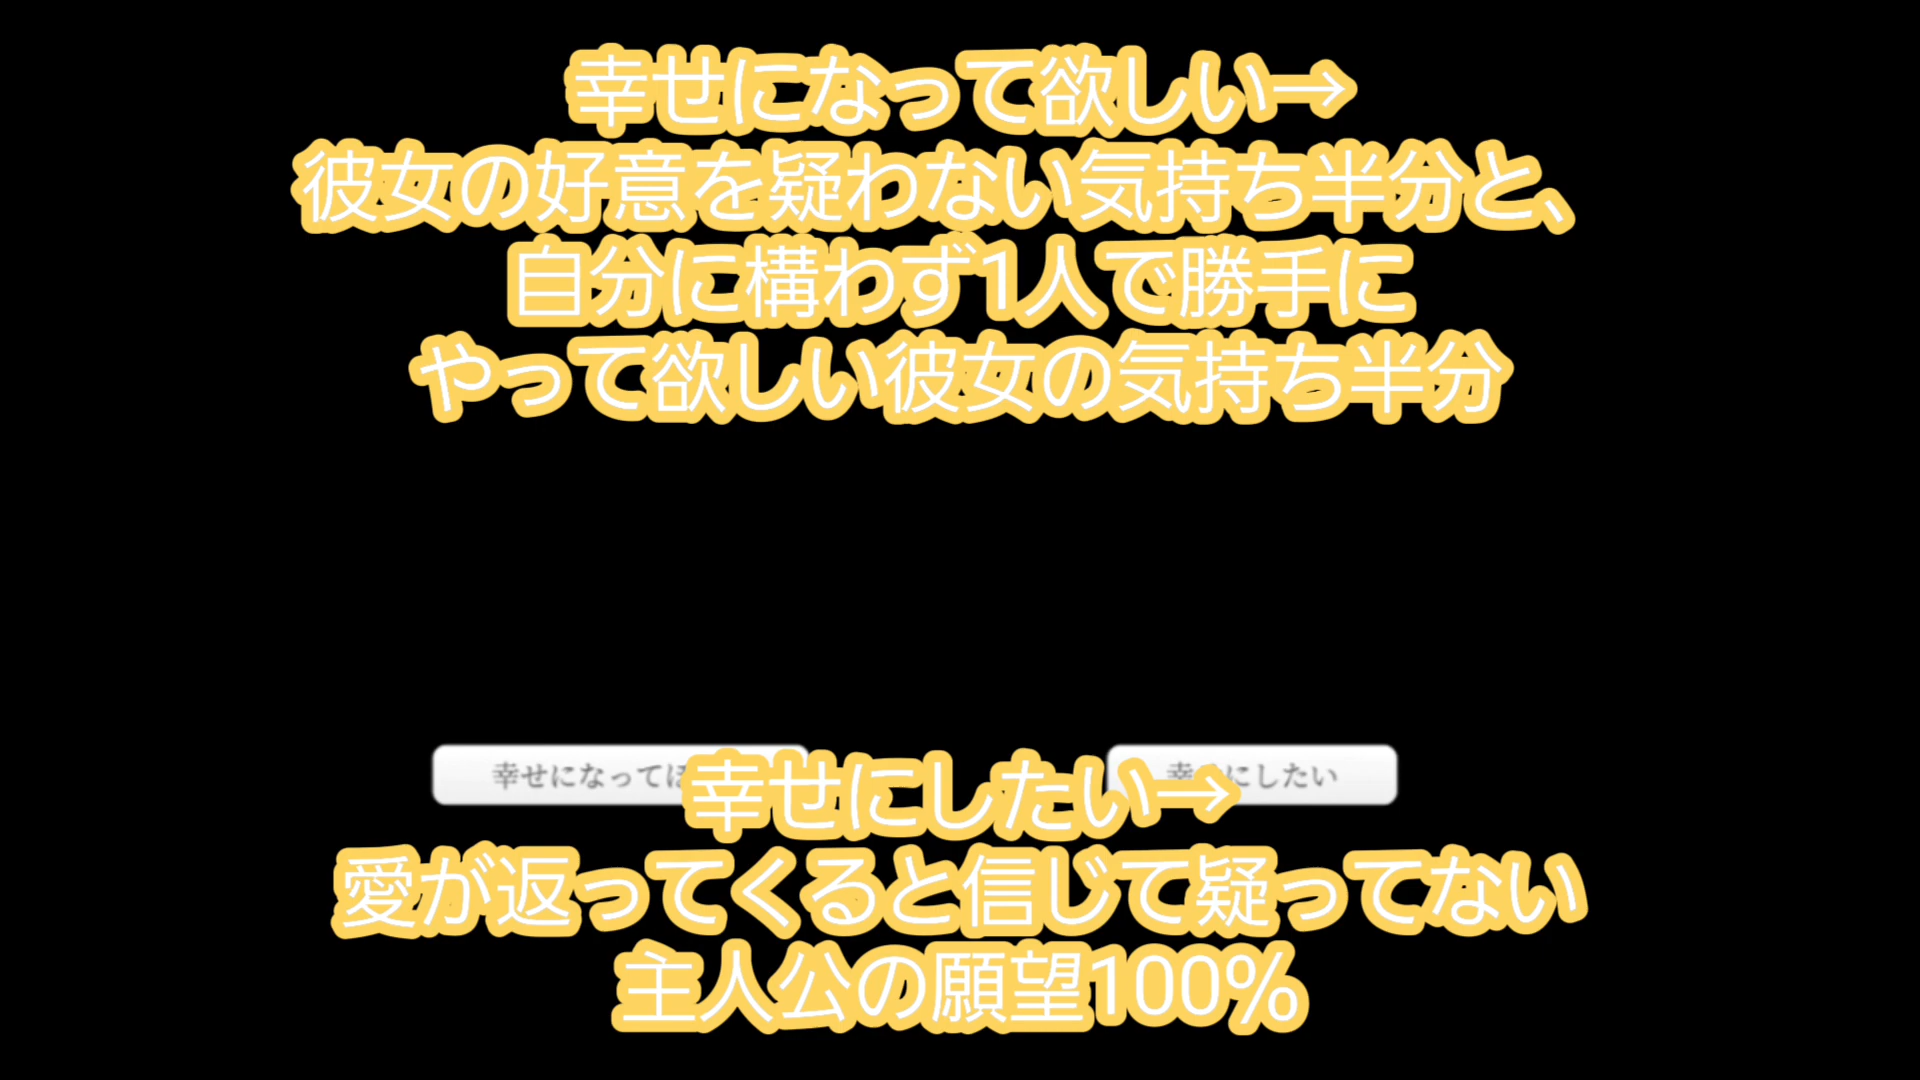 幸せになって欲しい→
彼女の好意を疑わない気持ち半分と、
自分に構わず1人で勝手に
やって欲しい彼女の気持ち半分
幸せになってほ
幸せにしたい
幸せにしたい→
愛が返ってくると信じて疑ってない
主人公の願望100%